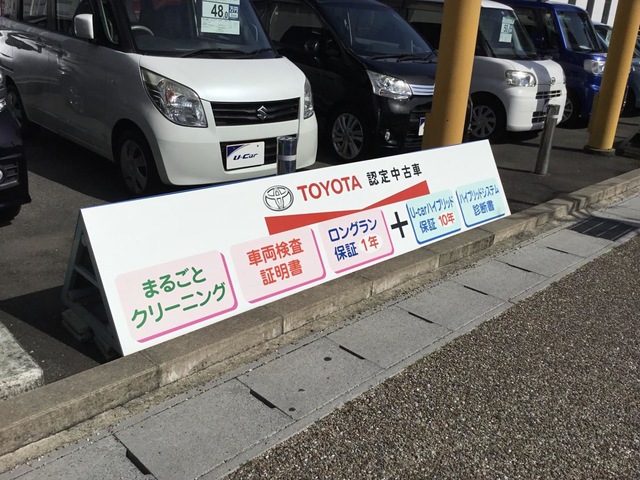 48.
U-Car
TOYOTA 認定中古車
まるごと
クリーニング
車両検査
証明書
ロングラン
保証 1年
+
U-carハイブリッド
保証 10年
ハイブリッドシステム
診断書